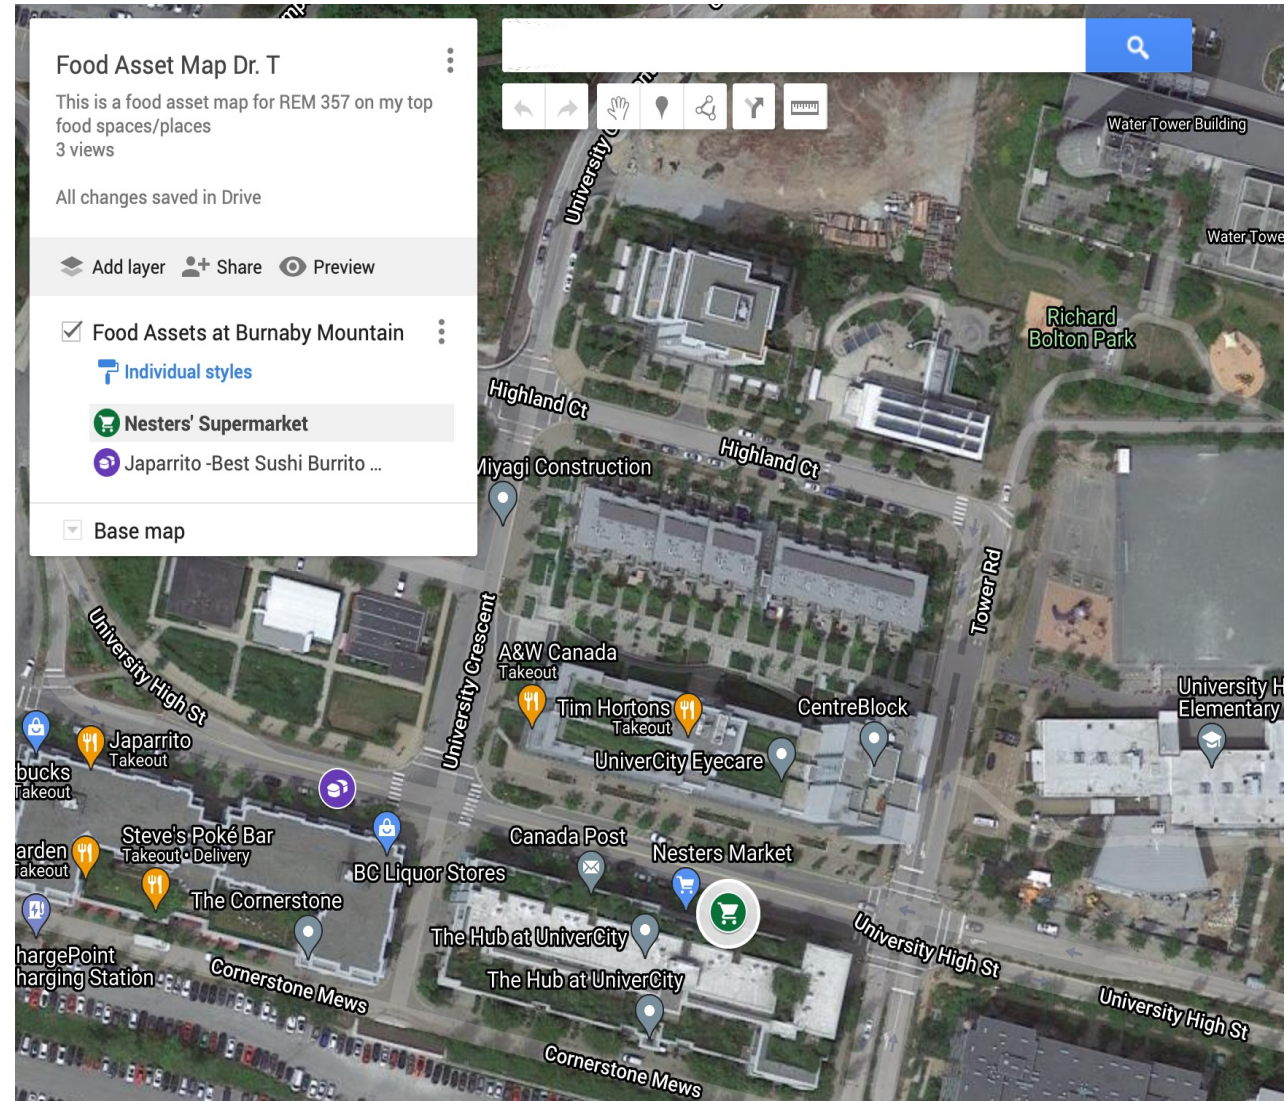 Food Asset Map Dr. T
This is a food asset map for REM 357 on my top
food spaces/places
3 views
All changes saved in Drive
Add layer
Share
Preview
Food Assets at Burnaby Mountain
Individual styles
Nesters' Supermarket
Japarrito -Best Sushi Burrito ...
Base map
Water Tower Building
Water Towe
University C
Richard
Bolton Park
Highland Ct
Highland Ct
Miyagi Construction
Tower Rd
University High St
University Crescent
A&W Canada
Takeout
Tim Hortons
Takeout
CentreBlock
UniverCity Eyecare
University H
Elementary
Japarrito
Takeout
bucks
Takeout
Steve's Poké Bar
Takeout • Delivery
arden
Takeout
Canada Post
Nesters Market
BC Liquor Stores
The Cornerstone
The Hub at UniverCity
The Hub at UniverCity
hargePoint
harging Station
Cornerstone Mews
University High St
University High St
Cornerstone Mews